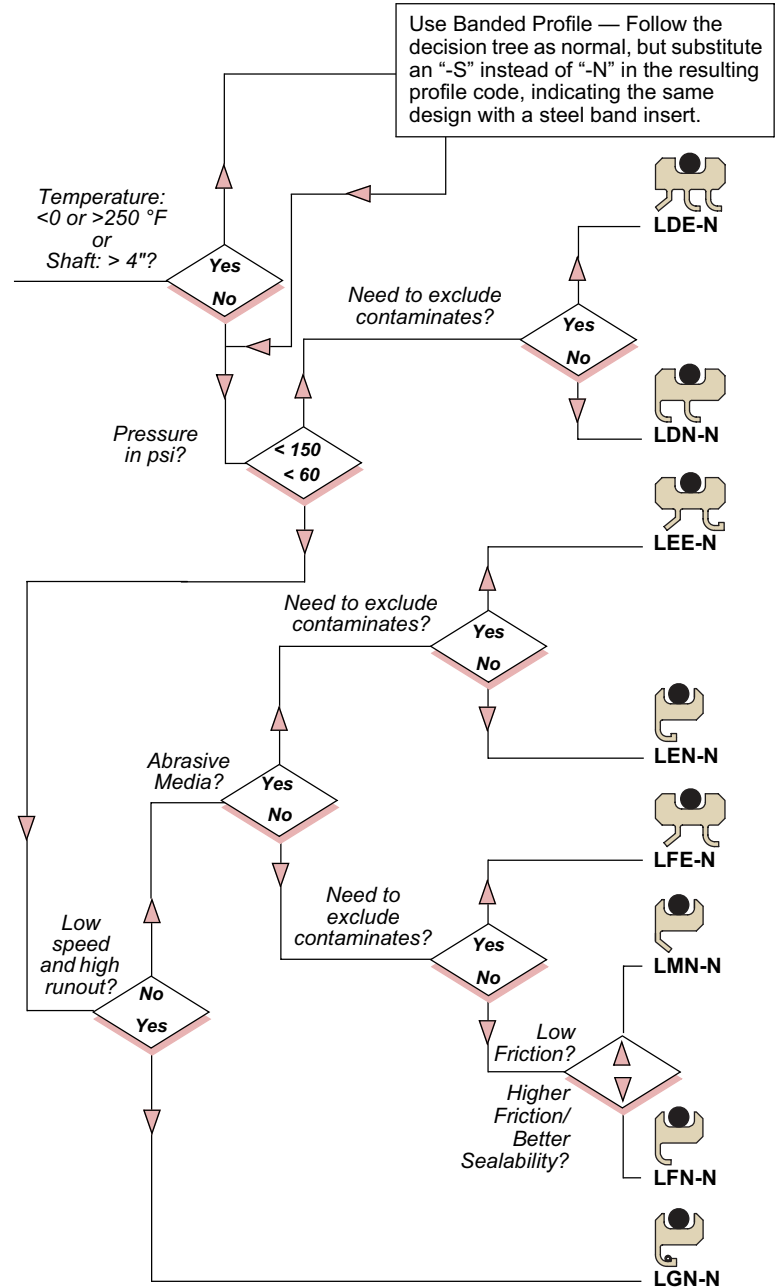 Use Banded Profile — Follow the
decision tree as normal, but substitute
an “-S” instead of “-N” in the resulting
profile code, indicating the same
design with a steel band insert.
Temperature:
<0 or >250 °F
or
Shaft: > 4"?
Yes
No
LDE-N
Need to exclude
contaminates?
Yes
No
LDN-N
Pressure
in psi?
< 150
< 60
LEE-N
Need to exclude
contaminates?
Yes
No
LEN-N
Abrasive
Media?
Yes
No
LFE-N
Need to
exclude
contaminates?
Yes
No
LMN-N
Low
speed
and high
runout?
No
Yes
Low
Friction?
Higher
Friction/
Better
Sealability?
LFN-N
LGN-N